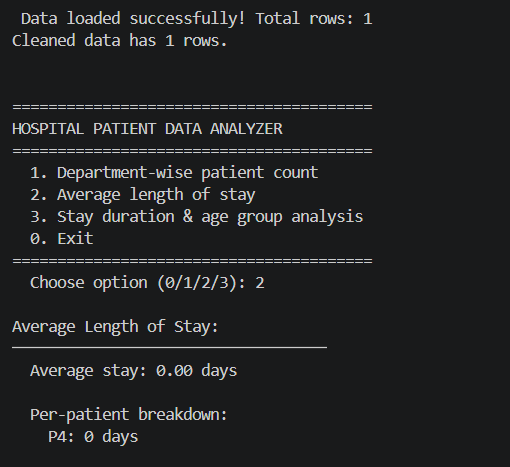 Data loaded successfully! Total rows: 1
Cleaned data has 1 rows.
========================================
HOSPITAL PATIENT DATA ANALYZER
========================================
1. Department-wise patient count
2. Average length of stay
3. Stay duration & age group analysis
0. Exit
========================================
Choose option (0/1/2/3): 2
Average Length of Stay:
───────────────────────────────────
Average stay: 0.00 days
Per-patient breakdown:
P4: 0 days